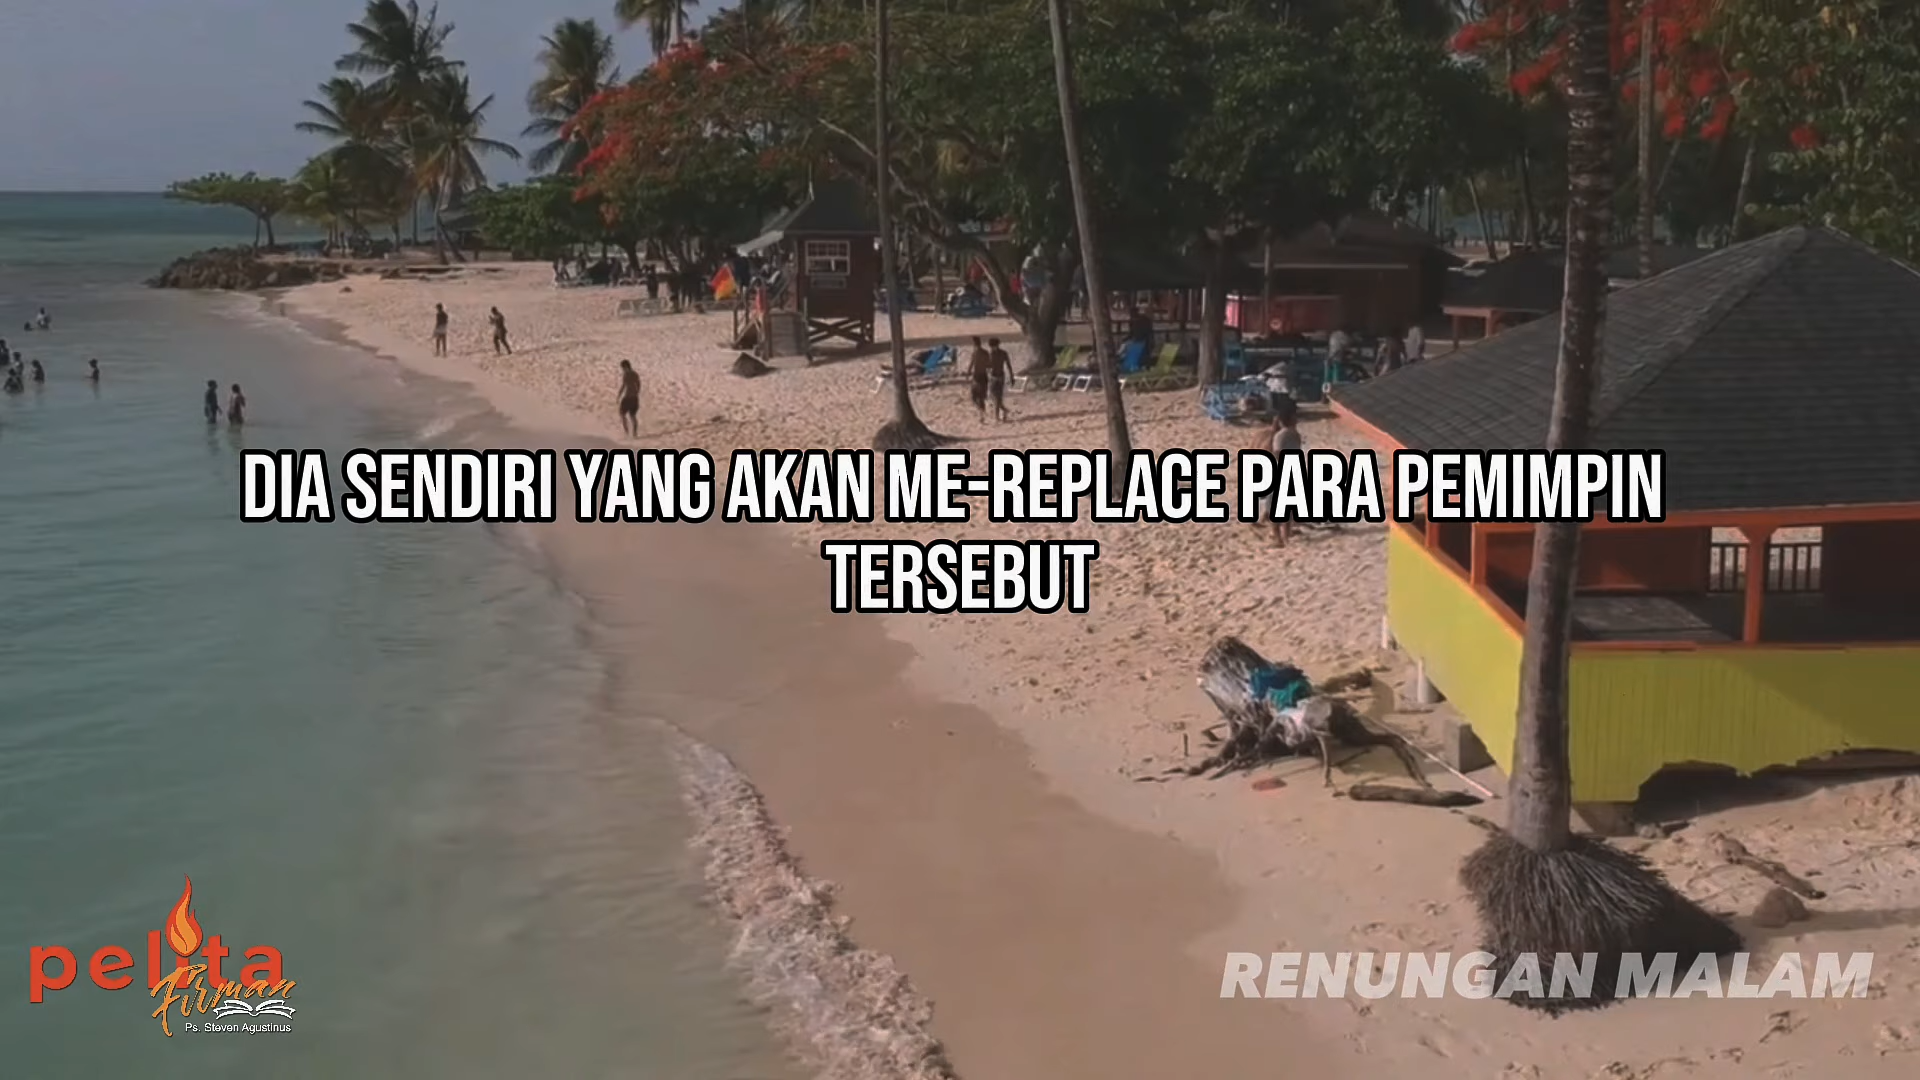 DIA SENDIRI YANG AKAN ME-REPLACE PARA PEMIMPIN
TERSEBUT
pelita
Firman
Ps. Steven Agustinus
RENUNGAN MALAM